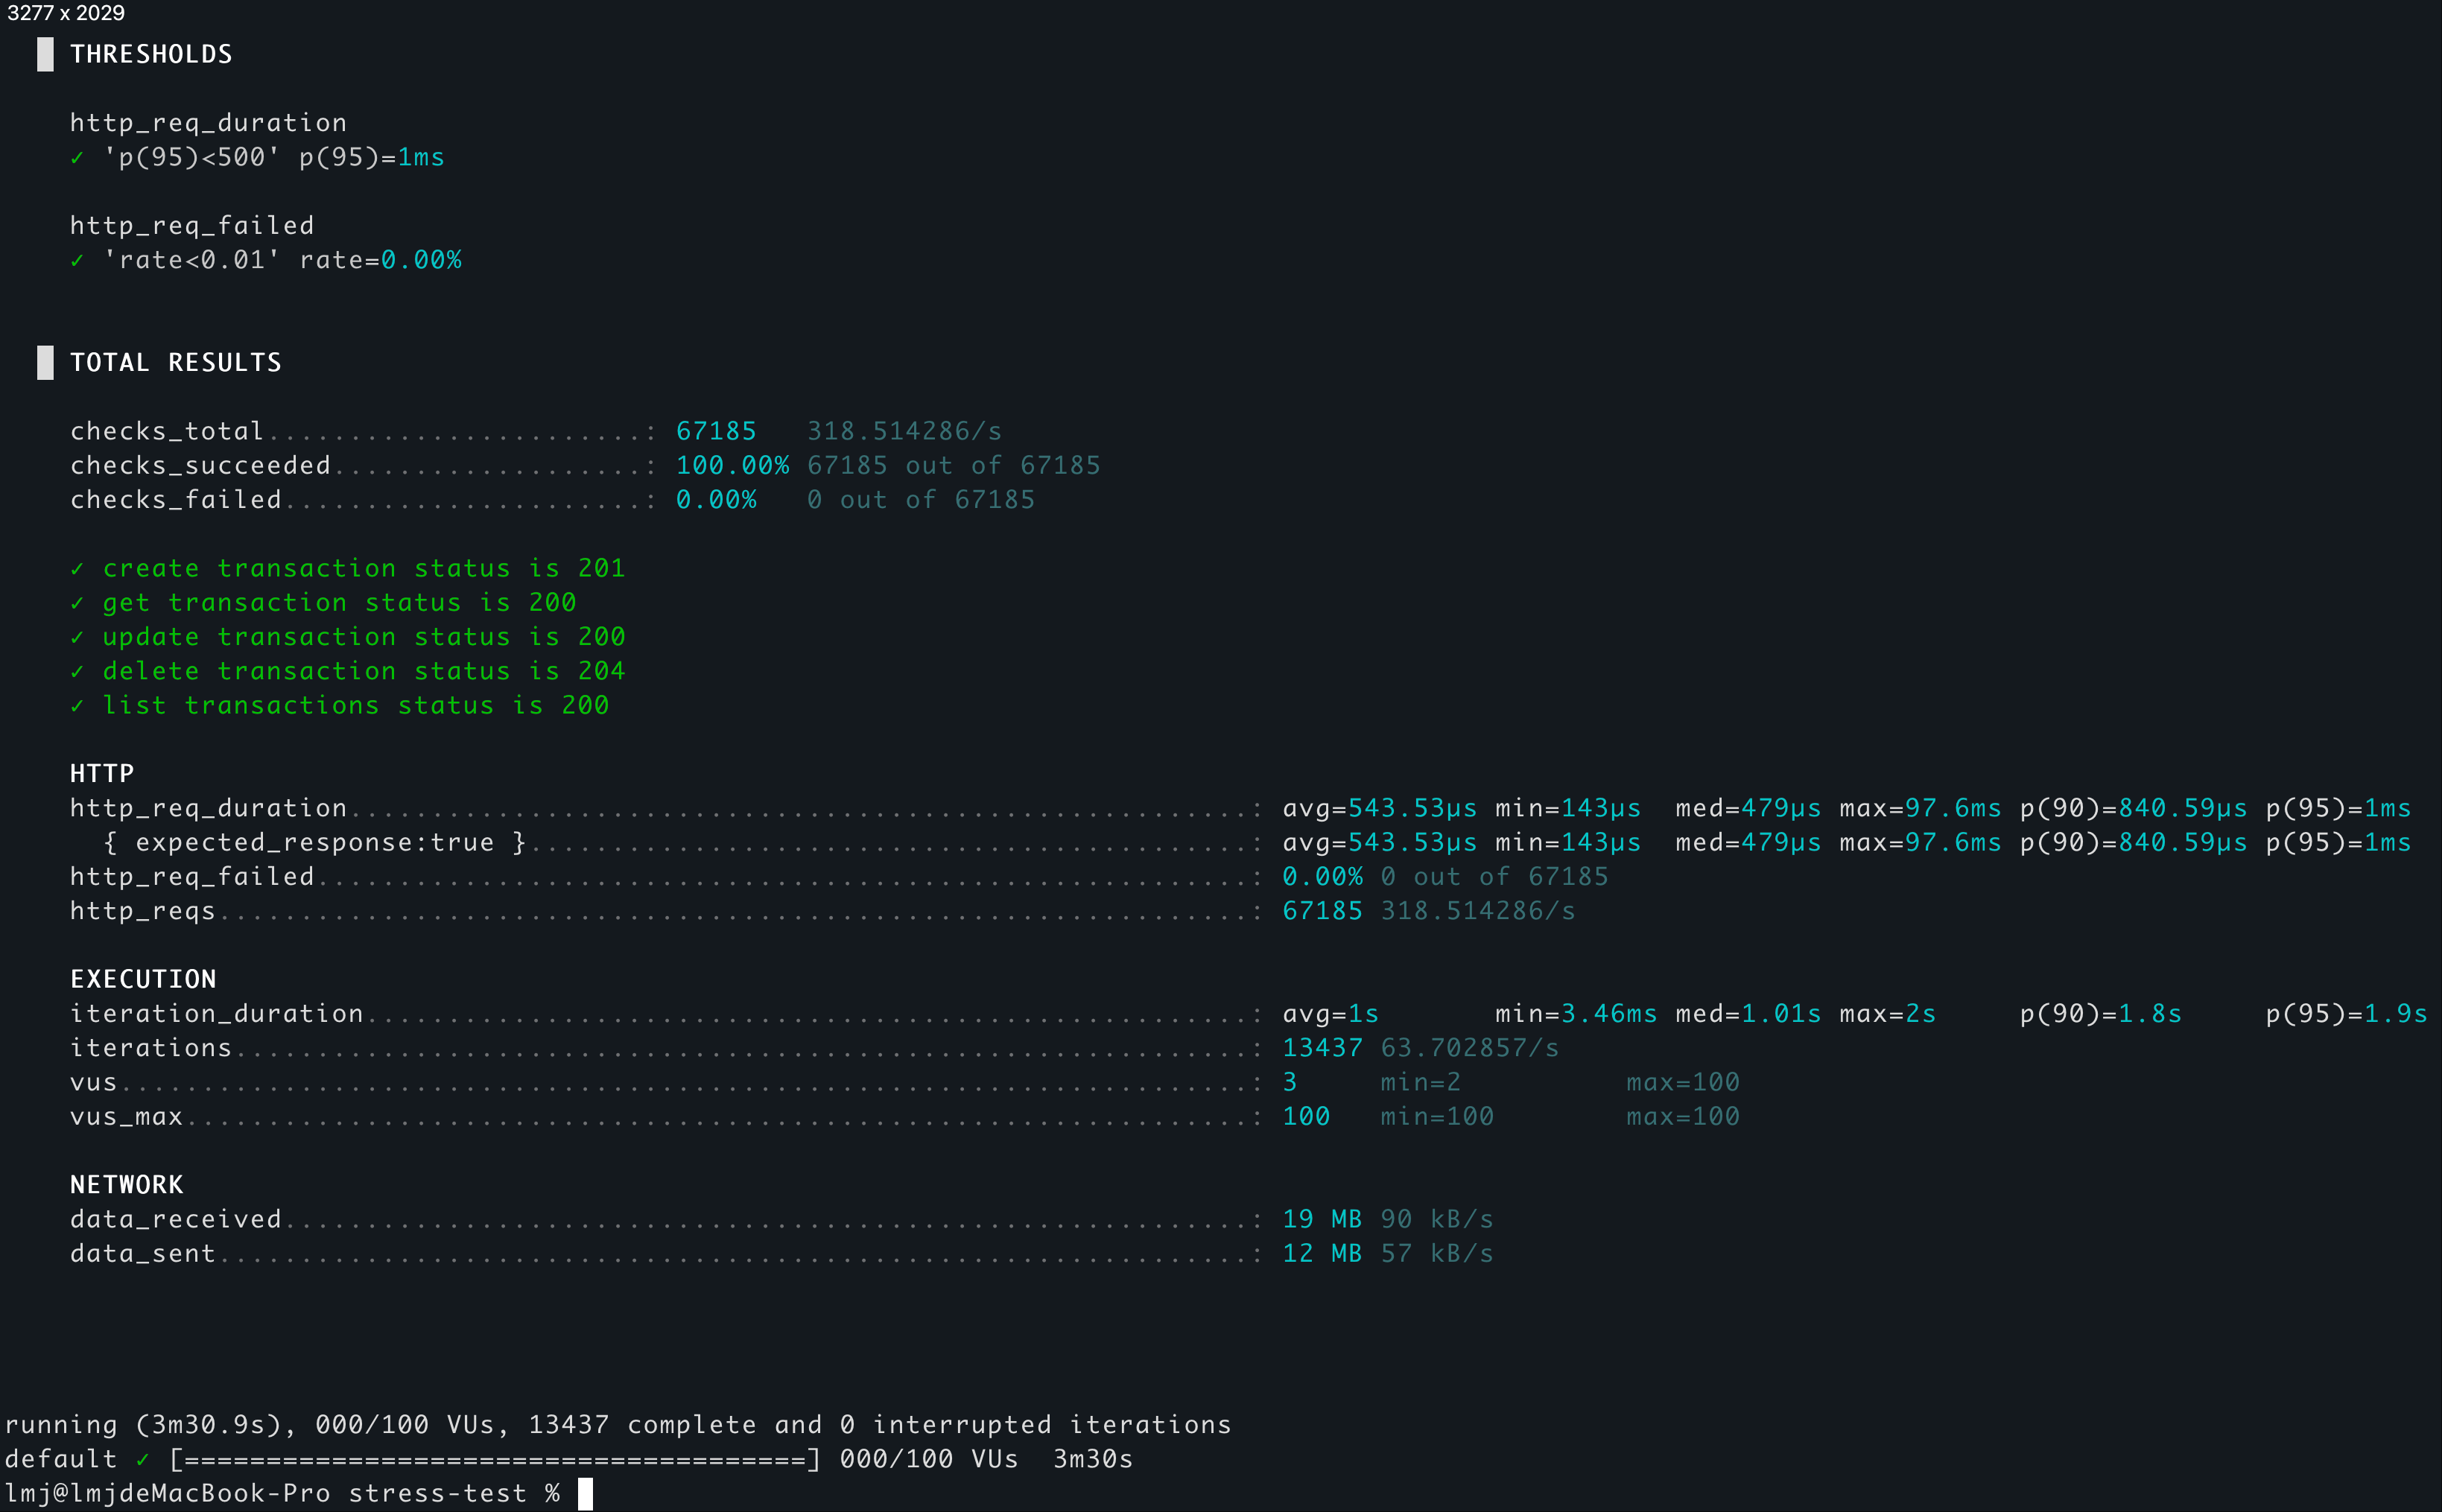 3277 x 2029
THRESHOLDS
http_req_duration
✓ 'p(95)<500' p(95)=1ms
http_req_failed
✓ 'rate<0.01' rate=0.00%
TOTAL RESULTS
checks_total.......................: 67185   318.514286/s
checks_succeeded...................: 100.00% 67185 out of 67185
checks_failed......................: 0.00%   0 out of 67185
✓ create transaction status is 201
✓ get transaction status is 200
✓ update transaction status is 200
✓ delete transaction status is 204
✓ list transactions status is 200
HTTP
http_req_duration.......................................................: avg=543.53µs min=143µs  med=479µs max=97.6ms p(90)=840.59µs p(95)=1ms
{ expected_response:true }............................................: avg=543.53µs min=143µs  med=479µs max=97.6ms p(90)=840.59µs p(95)=1ms
http_req_failed.........................................................: 0.00% 0 out of 67185
http_reqs...............................................................: 67185 318.514286/s
EXECUTION
iteration_duration......................................................: avg=1s       min=3.46ms med=1.01s max=2s     p(90)=1.8s     p(95)=1.9s
iterations..............................................................: 13437 63.702857/s
vus.....................................................................: 3     min=2          max=100
vus_max.................................................................: 100   min=100        max=100
NETWORK
data_received...........................................................: 19 MB 90 kB/s
data_sent...............................................................: 12 MB 57 kB/s
running (3m30.9s), 000/100 VUs, 13437 complete and 0 interrupted iterations
default ✓ [======================================] 000/100 VUs  3m30s
lmj@lmjdeMacBook-Pro stress-test %